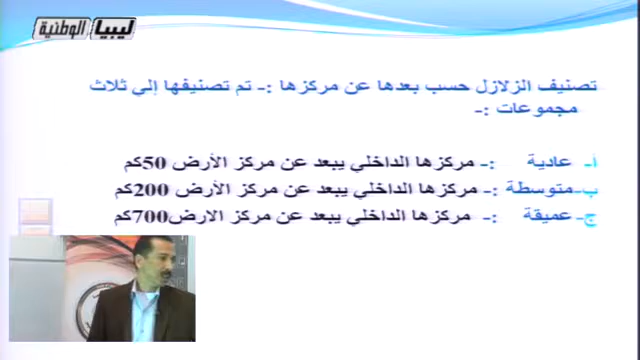 ليبيا الوطنية
تصنيف الزلازل حسب بعدها عن مركزها :- تم تصنيفها إلي ثلاث
مجموعات :-
أ- عادية :- مركزها الداخلي يبعد عن مركز الأرض 50كم
ب-متوسطة :- مركزها الداخلي يبعد عن مركز الأرض 200كم
ج- عميقة :- مركزها الداخلي يبعد عن مركز الارض700كم